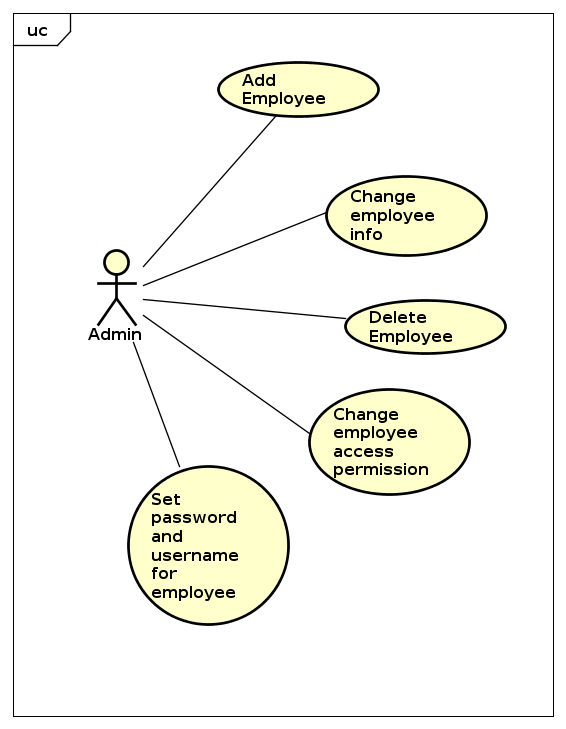 uc
Add
Employee
Change
employee
info
Admin
Delete
Employee
Change
employee
access
permission
Set
password
and
username
for
employee